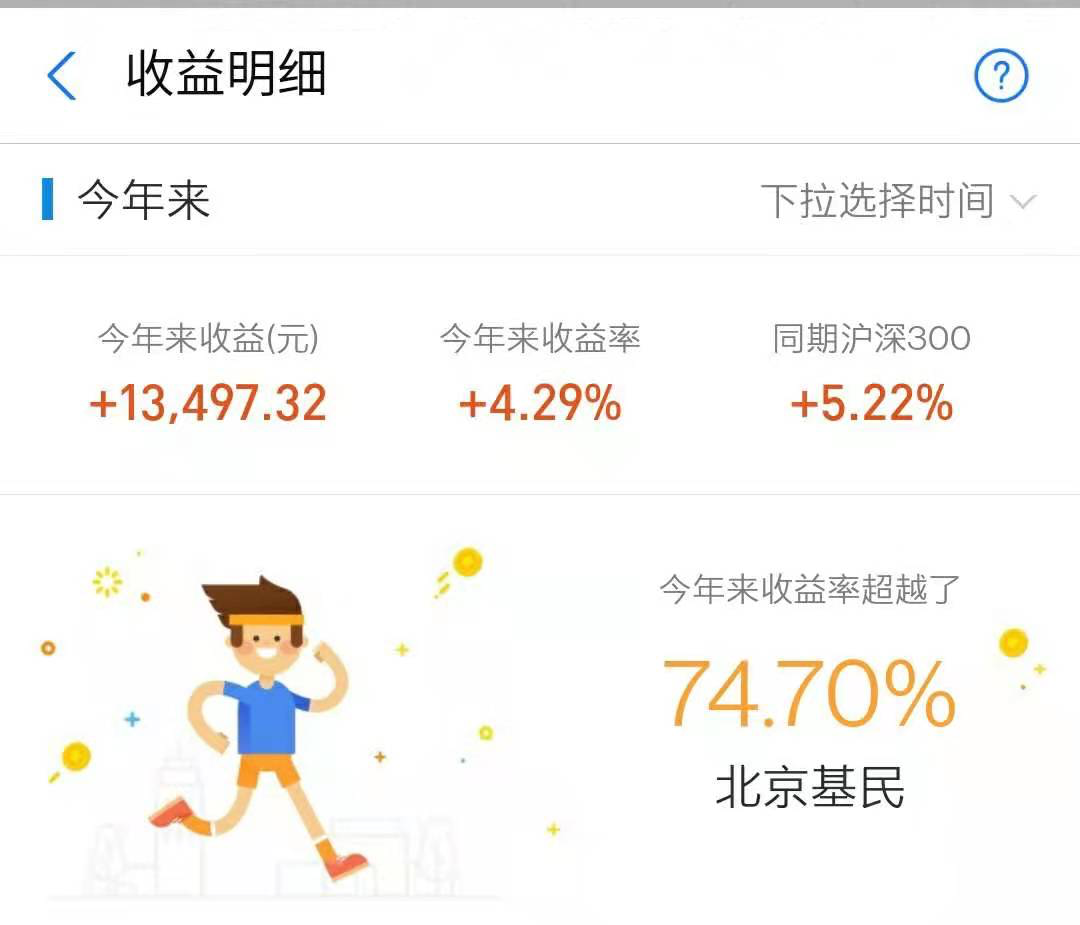 收益明细
?
今年来
下拉选择时间
今年来收益(元) 今年来收益率 同期沪深300
+13,497.32 +4.29% +5.22%
今年来收益率超越了
74.70%
北京基民